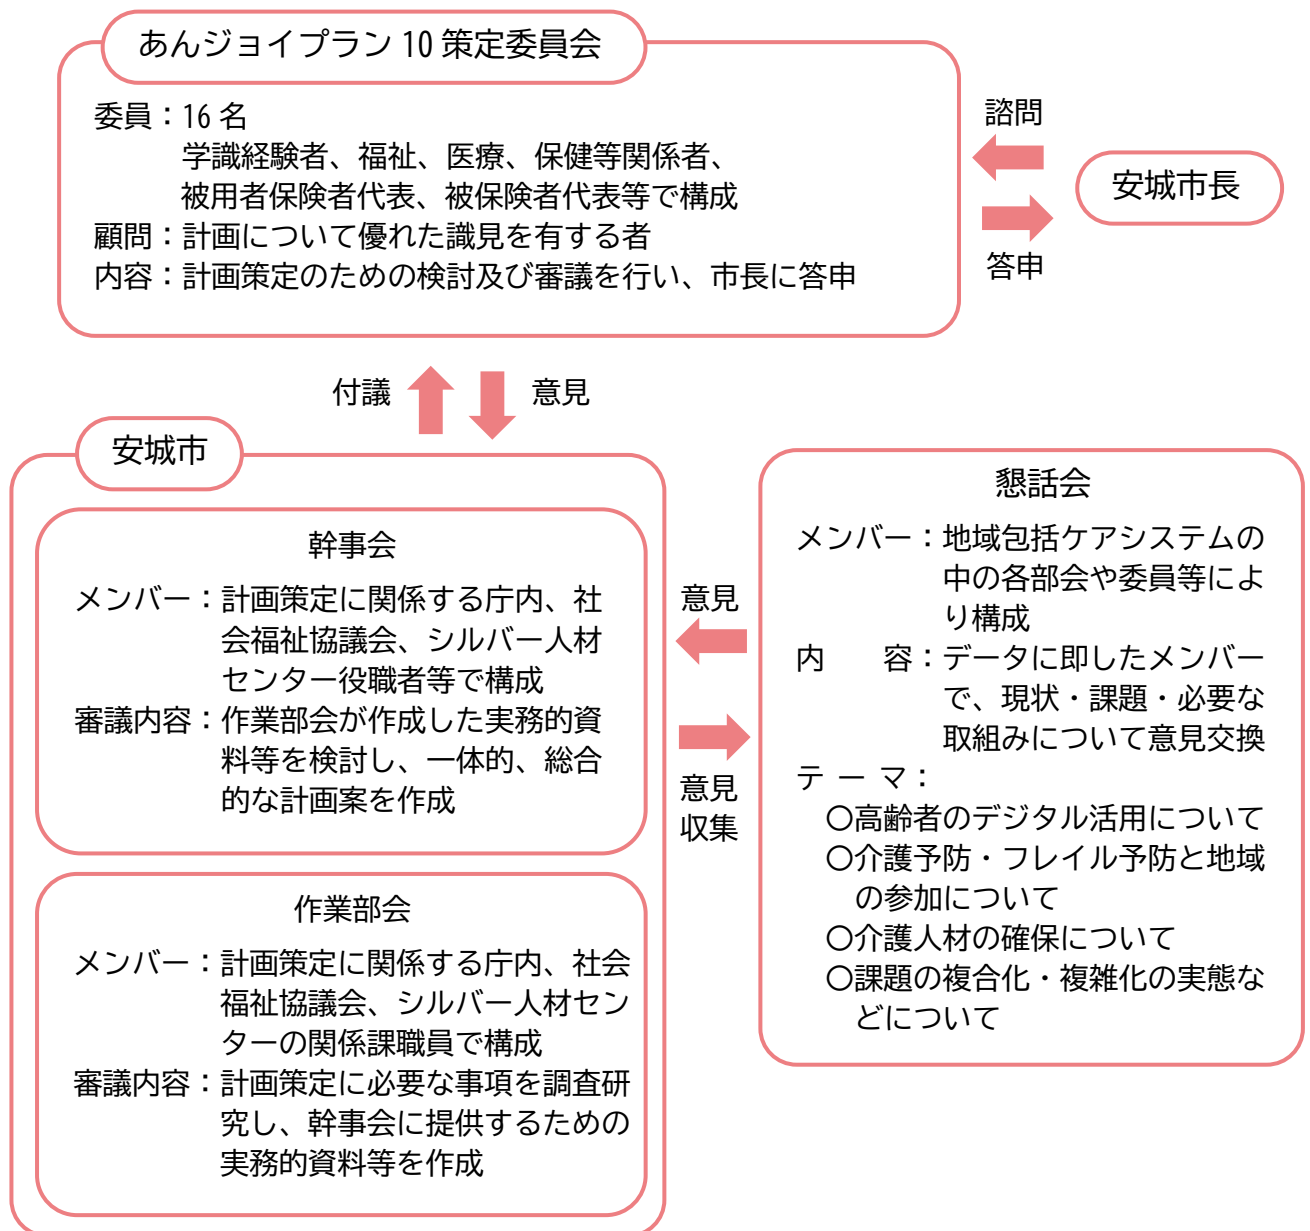 あんジョイプラン 10 策定委員会
委員：16 名
学識経験者、福祉、医療、保健等関係者、
被用者保険者代表、被保険者代表等で構成
顧問：計画について優れた識見を有する者
内容：計画策定のための検討及び審議を行い、市長に答申
諮問
安城市長
答申
付議
意見
安城市
幹事会
メンバー：計画策定に関係する庁内、社
会福祉協議会、シルバー人材
センター役職者等で構成
審議内容：作業部会が作成した実務的資
料等を検討し、一体的、総合
的な計画案を作成
作業部会
メンバー：計画策定に関係する庁内、社会
福祉協議会、シルバー人材セン
ターの関係課職員で構成
審議内容：計画策定に必要な事項を調査研
究し、幹事会に提供するための
実務的資料等を作成
意見
意見
収集
懇話会
メンバー：地域包括ケアシステムの
中の各部会や委員等によ
り構成
内　　容：データに即したメンバー
で、現状・課題・必要な
取組みについて意見交換
テ ー マ：
〇高齢者のデジタル活用について
〇介護予防・フレイル予防と地域
の参加について
〇介護人材の確保について
〇課題の複合化・複雑化の実態な
どについて